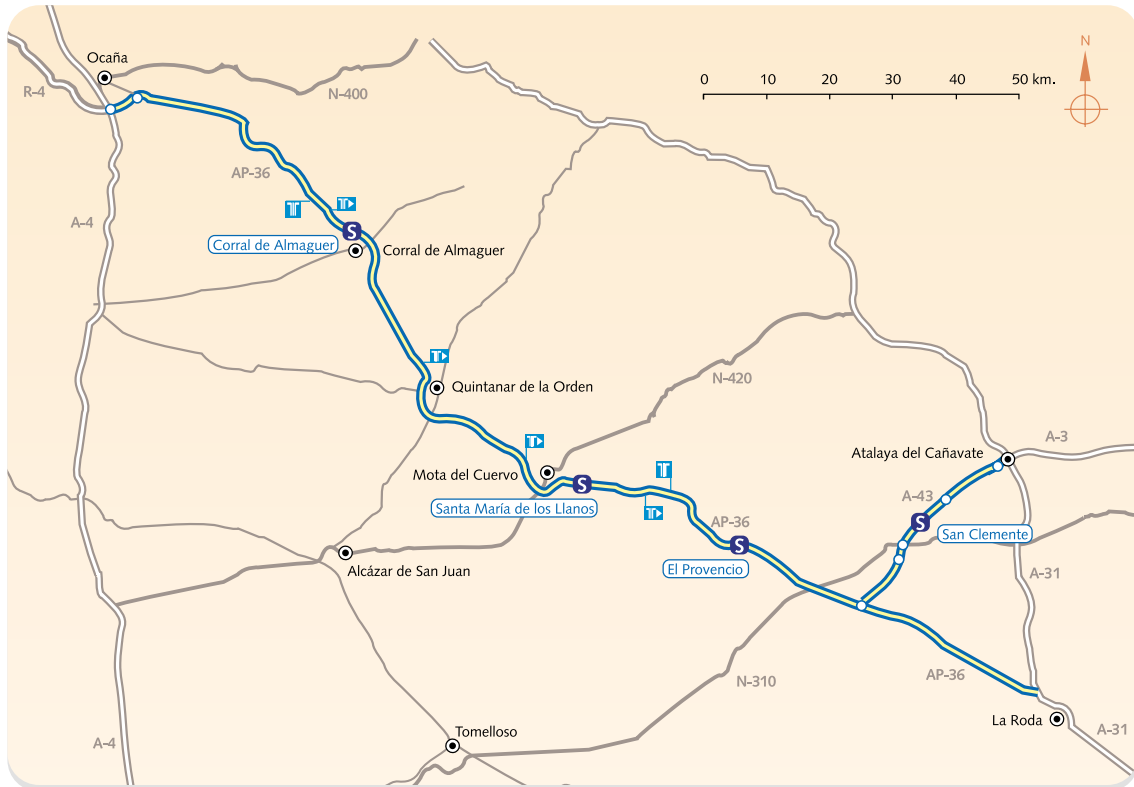 N
Ocaña
0 10 20 30 40 50 km.
R-4
N-400
AP-36
T T
A-4
S
Corral de Almaguer
Corral de Almaguer
T
Quintanar de la Orden
N-420
T
A-3
Atalaya del Cañavate
Mota del Cuervo
T
S
A-43
Santa María de los Llanos
T
AP-36
S
San Clemente
S
El Provencio
Alcázar de San Juan
A-31
AP-36
N-310
La Roda
A-31
Tomelloso
A-4